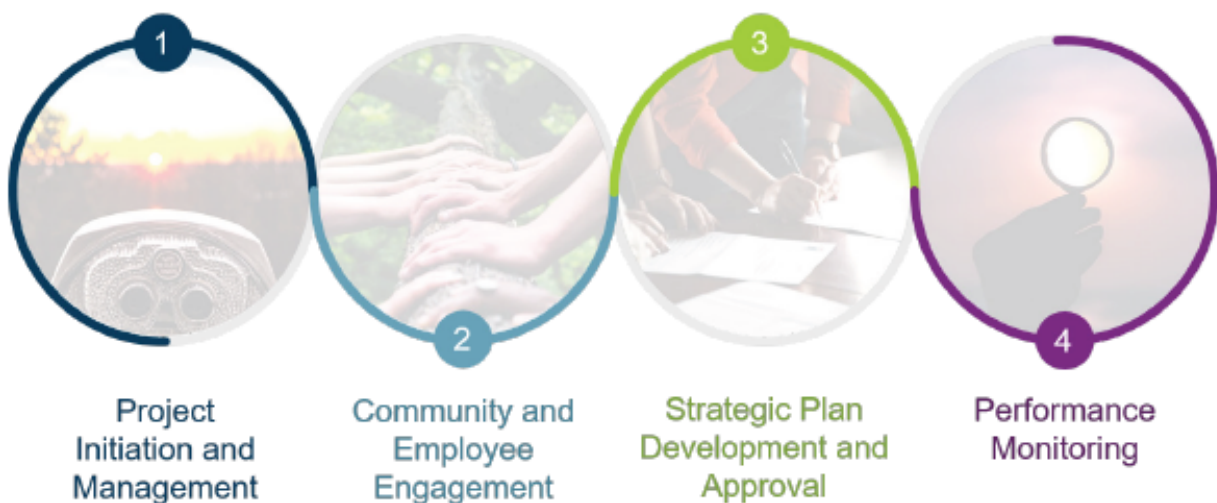 1
Project
Initiation and
Management
2
Community and
Employee
Engagement
3
Strategic Plan
Development and
Approval
4
Performance
Monitoring